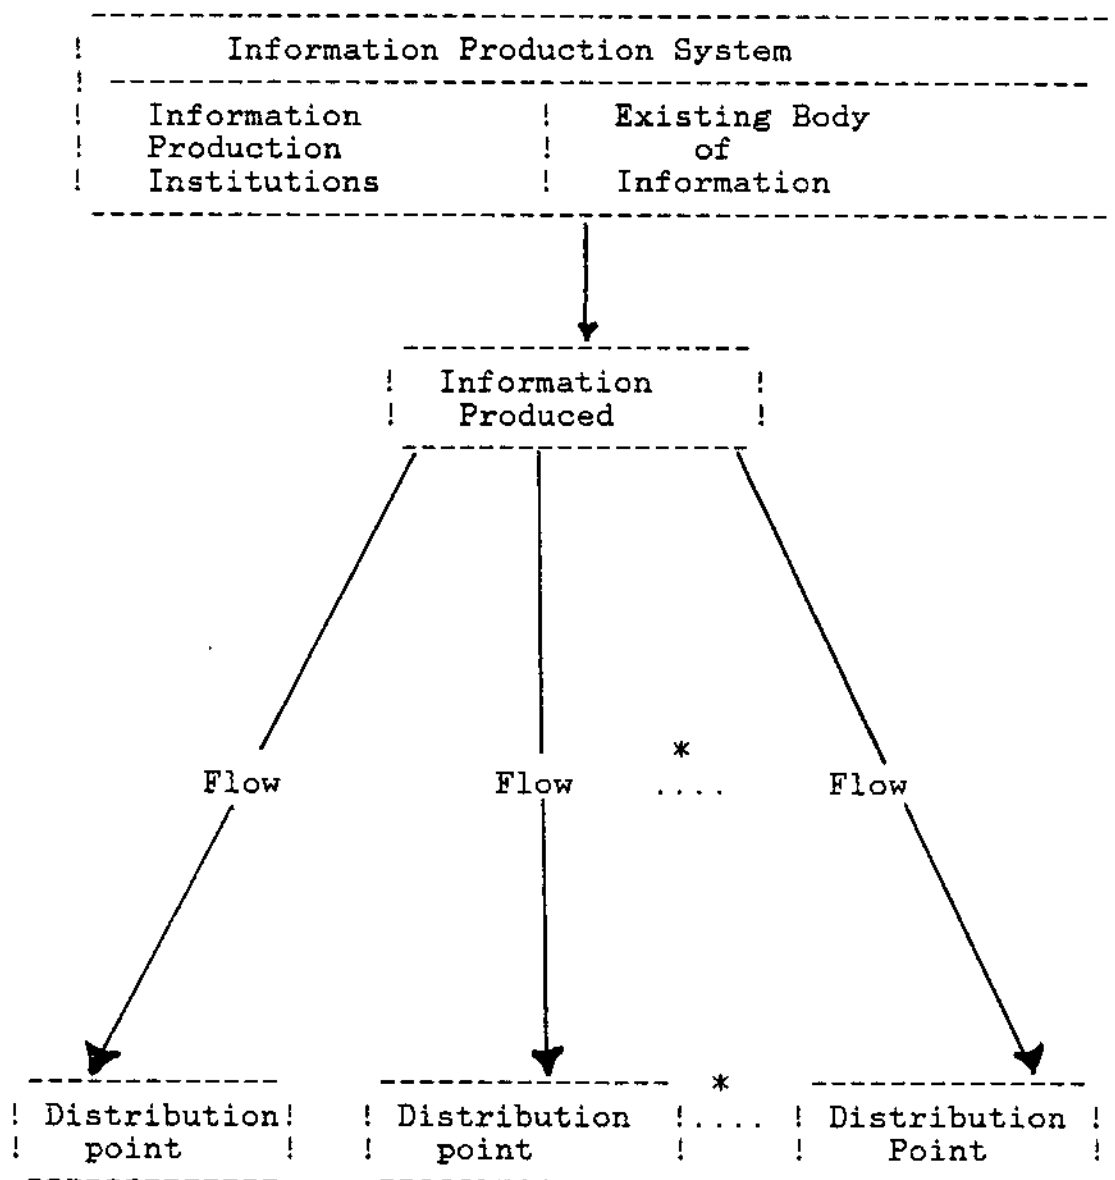 Information Production System
Information ! Existing Body
Production ! of
Institutions ! Information
Information
Produced
*
Flow Flow .... Flow
*
! Distribution! ! Distribution !.... ! Distribution !
! point ! ! point ! ! Point !